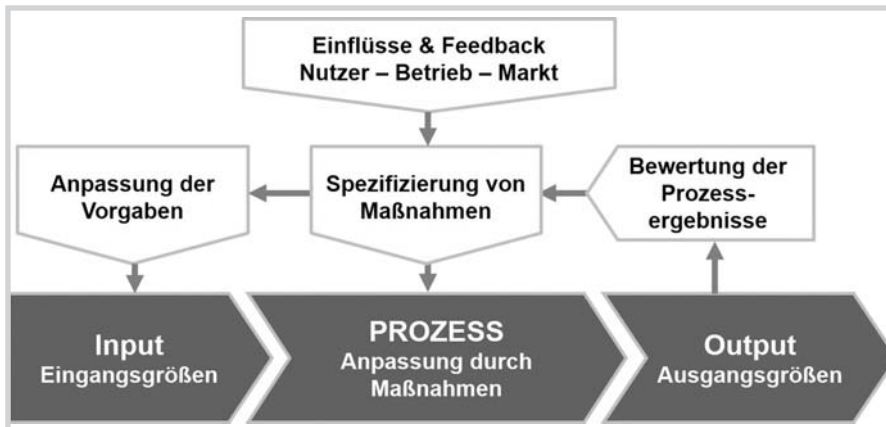 Einflüsse & Feedback
Nutzer – Betrieb – Markt
Anpassung der
Vorgaben
Spezifizierung von
Maßnahmen
Bewertung der
Prozess-
ergebnisse
Input
Eingangsgrößen
PROZESS
Anpassung durch
Maßnahmen
Output
Ausgangsgrößen